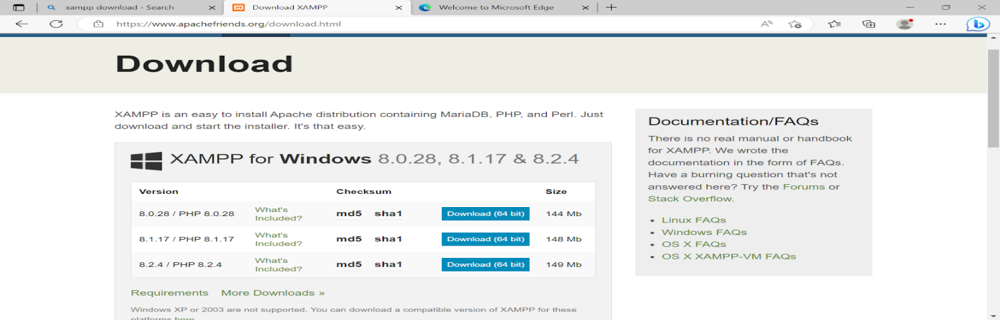 xampp download - Search
Download XAMPP
Welcome to Microsoft Edge
https://www.apachefriends.org/download.html
Download
XAMPP is an easy to install Apache distribution containing MariaDB, PHP, and Perl. Just
download and start the installer. It's that easy.
XAMPP for Windows 8.0.28, 8.1.17 & 8.2.4
Version Checksum Size
8.0.28 / PHP 8.0.28 What's Included? md5 sha1 Download (64 bit) 144 Mb
8.1.17 / PHP 8.1.17 What's Included? md5 sha1 Download (64 bit) 148 Mb
8.2.4 / PHP 8.2.4 What's Included? md5 sha1 Download (64 bit) 149 Mb
Requirements More Downloads »
Windows XP or 2003 are not supported. You can download a compatible version of XAMPP for these
platforms here
Documentation/FAQs
There is no real manual or handbook
for XAMPP. We wrote the
documentation in the form of FAQs.
Have a burning question that's not
answered here? Try the Forums or
Stack Overflow.
• Linux FAQs
• Windows FAQs
• OS X FAQs
• OS X XAMPP-VM FAQs